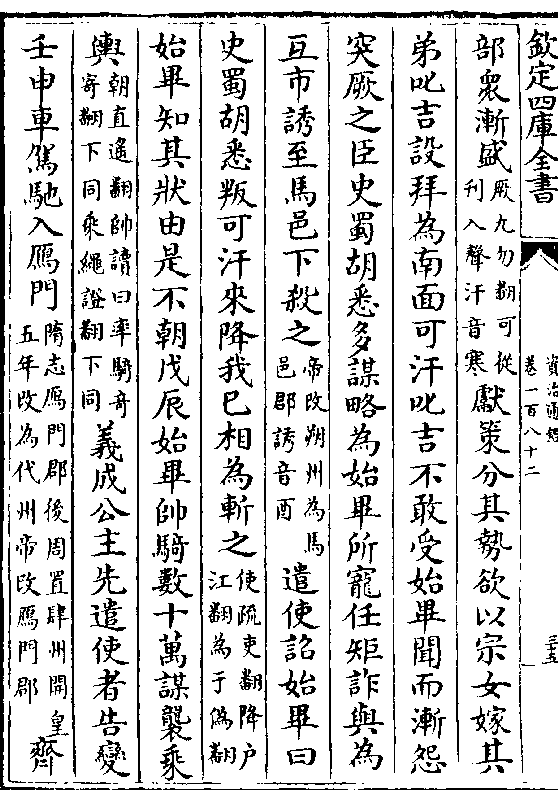 欽定四庫全書
資治通鑑
卷一百八十二
三十五
部衆漸盛厥九勿翻可從刊入聲汗音寒獻策分其勢欲以宗女嫁其
弟叱吉設拜為南面可汗叱吉不敢受始畢聞而漸怨
突厥之臣史蜀胡悉多謀略為始畢所寵任矩詐與為
互市誘至馬邑下殺之帝改朔州為馬邑郡誘音酉遣使詔始畢曰
史蜀胡悉叛可汗來降我已相為斬之使疏吏翻降户江翻為于偽翻
始畢知其狀由是不朝戊辰始畢帥騎數十萬謀襲乘
輿朝直遙翻帥讀曰率騎奇寄翻下同乘繩證翻下同義成公主先遣使者告變
壬申車駕馳入鴈門隋志鴈門郡後周置肆州開皇五年改為代州帝改鴈門郡齊